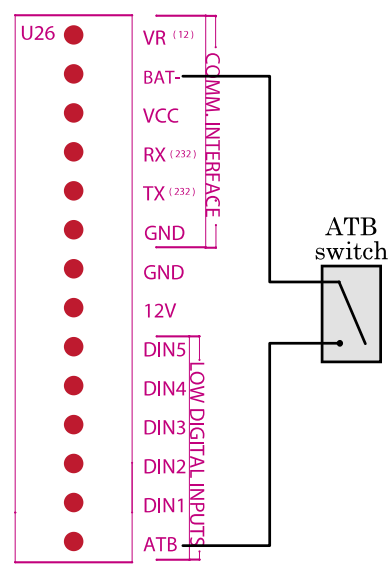 U26
VR (12)
BAT-
VCC
RX (232)
TX (232)
GND
COMM. INTERFACE
GND
12V
DIN5
DIN4
DIN3
DIN2
DIN1
ATB
LOW DIGITAL INPUTS
ATB
switch